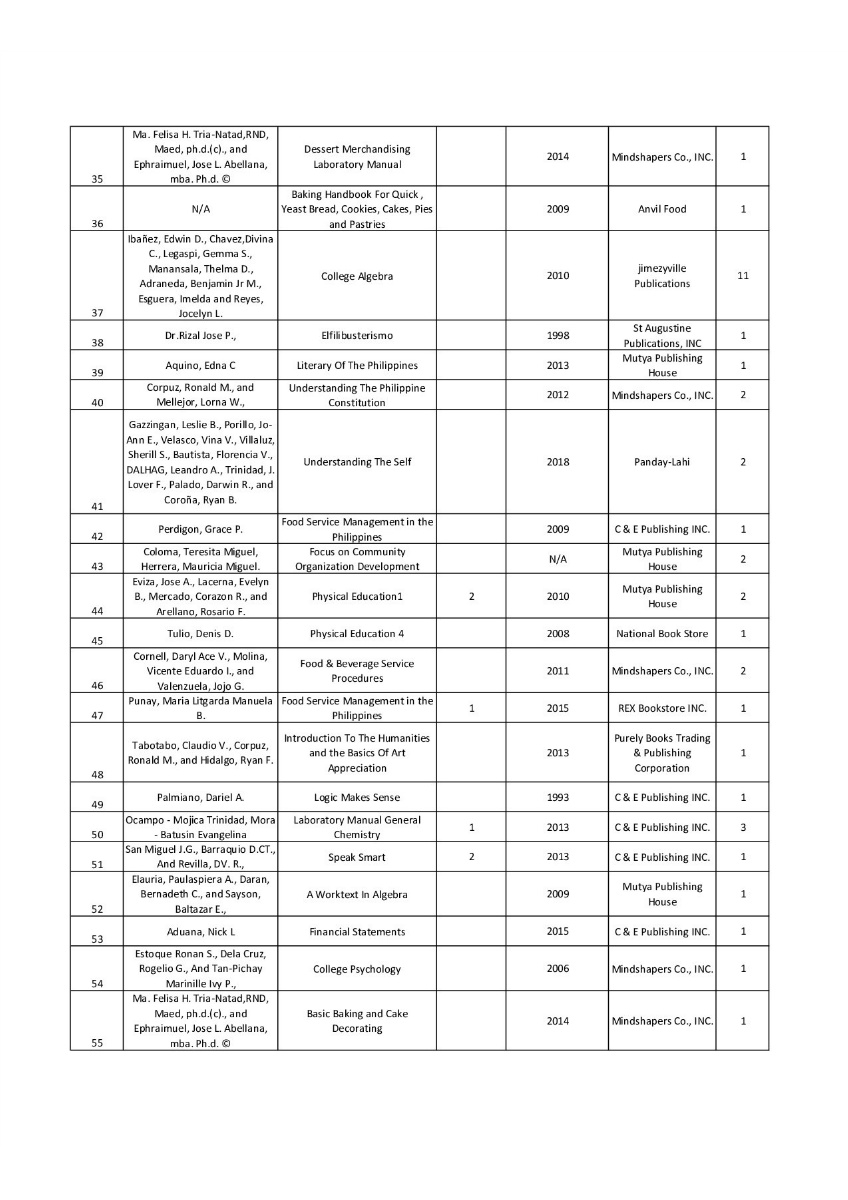 35
Ma. Felisa H. Tria-Natad,RND,
Maed, ph.d.(c)., and
Ephraimuel, Jose L. Abellana,
mba. Ph.d. ©
Dessert Merchandising
Laboratory Manual
2014
Mindshapers Co., INC.
1
36
N/A
Baking Handbook For Quick ,
Yeast Bread, Cookies, Cakes, Pies
and Pastries
2009
Anvil Food
1
37
Ibañez, Edwin D., Chavez,Divina
C., Legaspi, Gemma S.,
Manansala, Thelma D.,
Adraneda, Benjamin Jr M.,
Esguera, Imelda and Reyes,
Jocelyn L.
College Algebra
2010
jimezyville
Publications
11
38
Dr.Rizal Jose P.,
Elfilibusterismo
1998
St Augustine
Publications, INC
1
39
Aquino, Edna C
Literary Of The Philippines
2013
Mutya Publishing
House
1
40
Corpuz, Ronald M., and
Mellejor, Lorna W.,
Understanding The Philippine
Constitution
2012
Mindshapers Co., INC.
2
41
Gazzingan, Leslie B., Porillo, Jo-
Ann E., Velasco, Vina V., Villaluz,
Sherill S., Bautista, Florencia V.,
DALHAG, Leandro A., Trinidad, J.
Lover F., Palado, Darwin R., and
Coroña, Ryan B.
Understanding The Self
2018
Panday-Lahi
2
42
Perdigon, Grace P.
Food Service Management in the
Philippines
2009
C & E Publishing INC.
1
43
Coloma, Teresita Miguel,
Herrera, Mauricia Miguel.
Focus on Community
Organization Development
N/A
Mutya Publishing
House
2
44
Eviza, Jose A., Lacerna, Evelyn
B., Mercado, Corazon R., and
Arellano, Rosario F.
Physical Education1
2
2010
Mutya Publishing
House
2
45
Tulio, Denis D.
Physical Education 4
2008
National Book Store
1
46
Cornell, Daryl Ace V., Molina,
Vicente Eduardo I., and
Valenzuela, Jojo G.
Food & Beverage Service
Procedures
2011
Mindshapers Co., INC.
2
47
Punay, Maria Litgarda Manuela
B.
Food Service Management in the
Philippines
1
2015
REX Bookstore INC.
1
48
Tabotabo, Claudio V., Corpuz,
Ronald M., and Hidalgo, Ryan F.
Introduction To The Humanities
and the Basics Of Art
Appreciation
2013
Purely Books Trading
& Publishing
Corporation
1
49
Palmiano, Dariel A.
Logic Makes Sense
1993
C & E Publishing INC.
1
50
Ocampo - Mojica Trinidad, Mora
- Batusin Evangelina
Laboratory Manual General
Chemistry
1
2013
C & E Publishing INC.
3
51
San Miguel J.G., Barraquio D.CT.,
And Revilla, DV. R.,
Speak Smart
2
2013
C & E Publishing INC.
1
52
Elauria, Paulaspiera A., Daran,
Bernadeth C., and Sayson,
Baltazar E.,
A Worktext In Algebra
2009
Mutya Publishing
House
1
53
Aduana, Nick L
Financial Statements
2015
C & E Publishing INC.
1
54
Estoque Ronan S., Dela Cruz,
Rogelio G., And Tan-Pichay
Marinille Ivy P.,
College Psychology
2006
Mindshapers Co., INC.
1
55
Ma. Felisa H. Tria-Natad,RND,
Maed, ph.d.(c)., and
Ephraimuel, Jose L. Abellana,
mba. Ph.d. ©
Basic Baking and Cake
Decorating
2014
Mindshapers Co., INC.
1